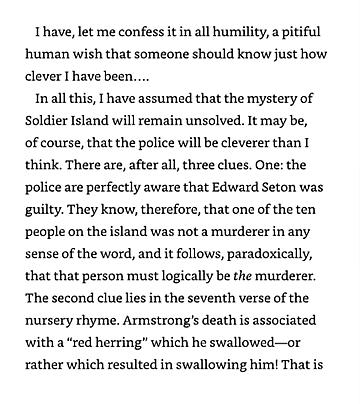 I have, let me confess it in all humility, a pitiful
human wish that someone should know just how
clever I have been....
In all this, I have assumed that the mystery of
Soldier Island will remain unsolved. It may be,
of course, that the police will be cleverer than I
think. There are, after all, three clues. One: the
police are perfectly aware that Edward Seton was
guilty. They know, therefore, that one of the ten
people on the island was not a murderer in any
sense of the word, and it follows, paradoxically,
that that person must logically be the murderer.
The second clue lies in the seventh verse of the
nursery rhyme. Armstrong’s death is associated
with a “red herring” which he swallowed—or
rather which resulted in swallowing him! That is